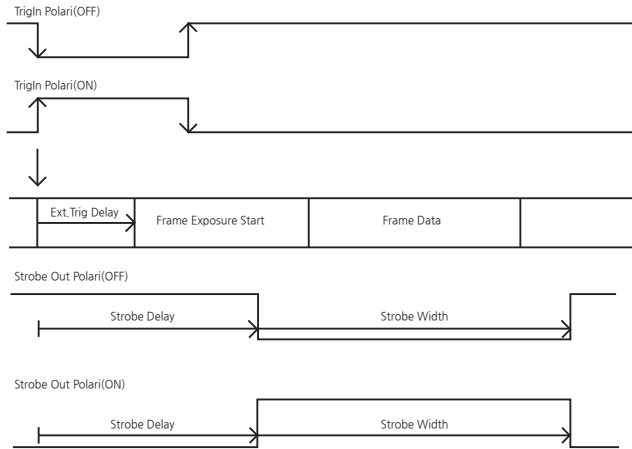 TrigIn Polari(OFF)
TrigIn Polari(ON)
Ext.Trig Delay
Frame Exposure Start
Frame Data
Strobe Out Polari(OFF)
Strobe Delay
Strobe Width
Strobe Out Polari(ON)
Strobe Delay
Strobe Width